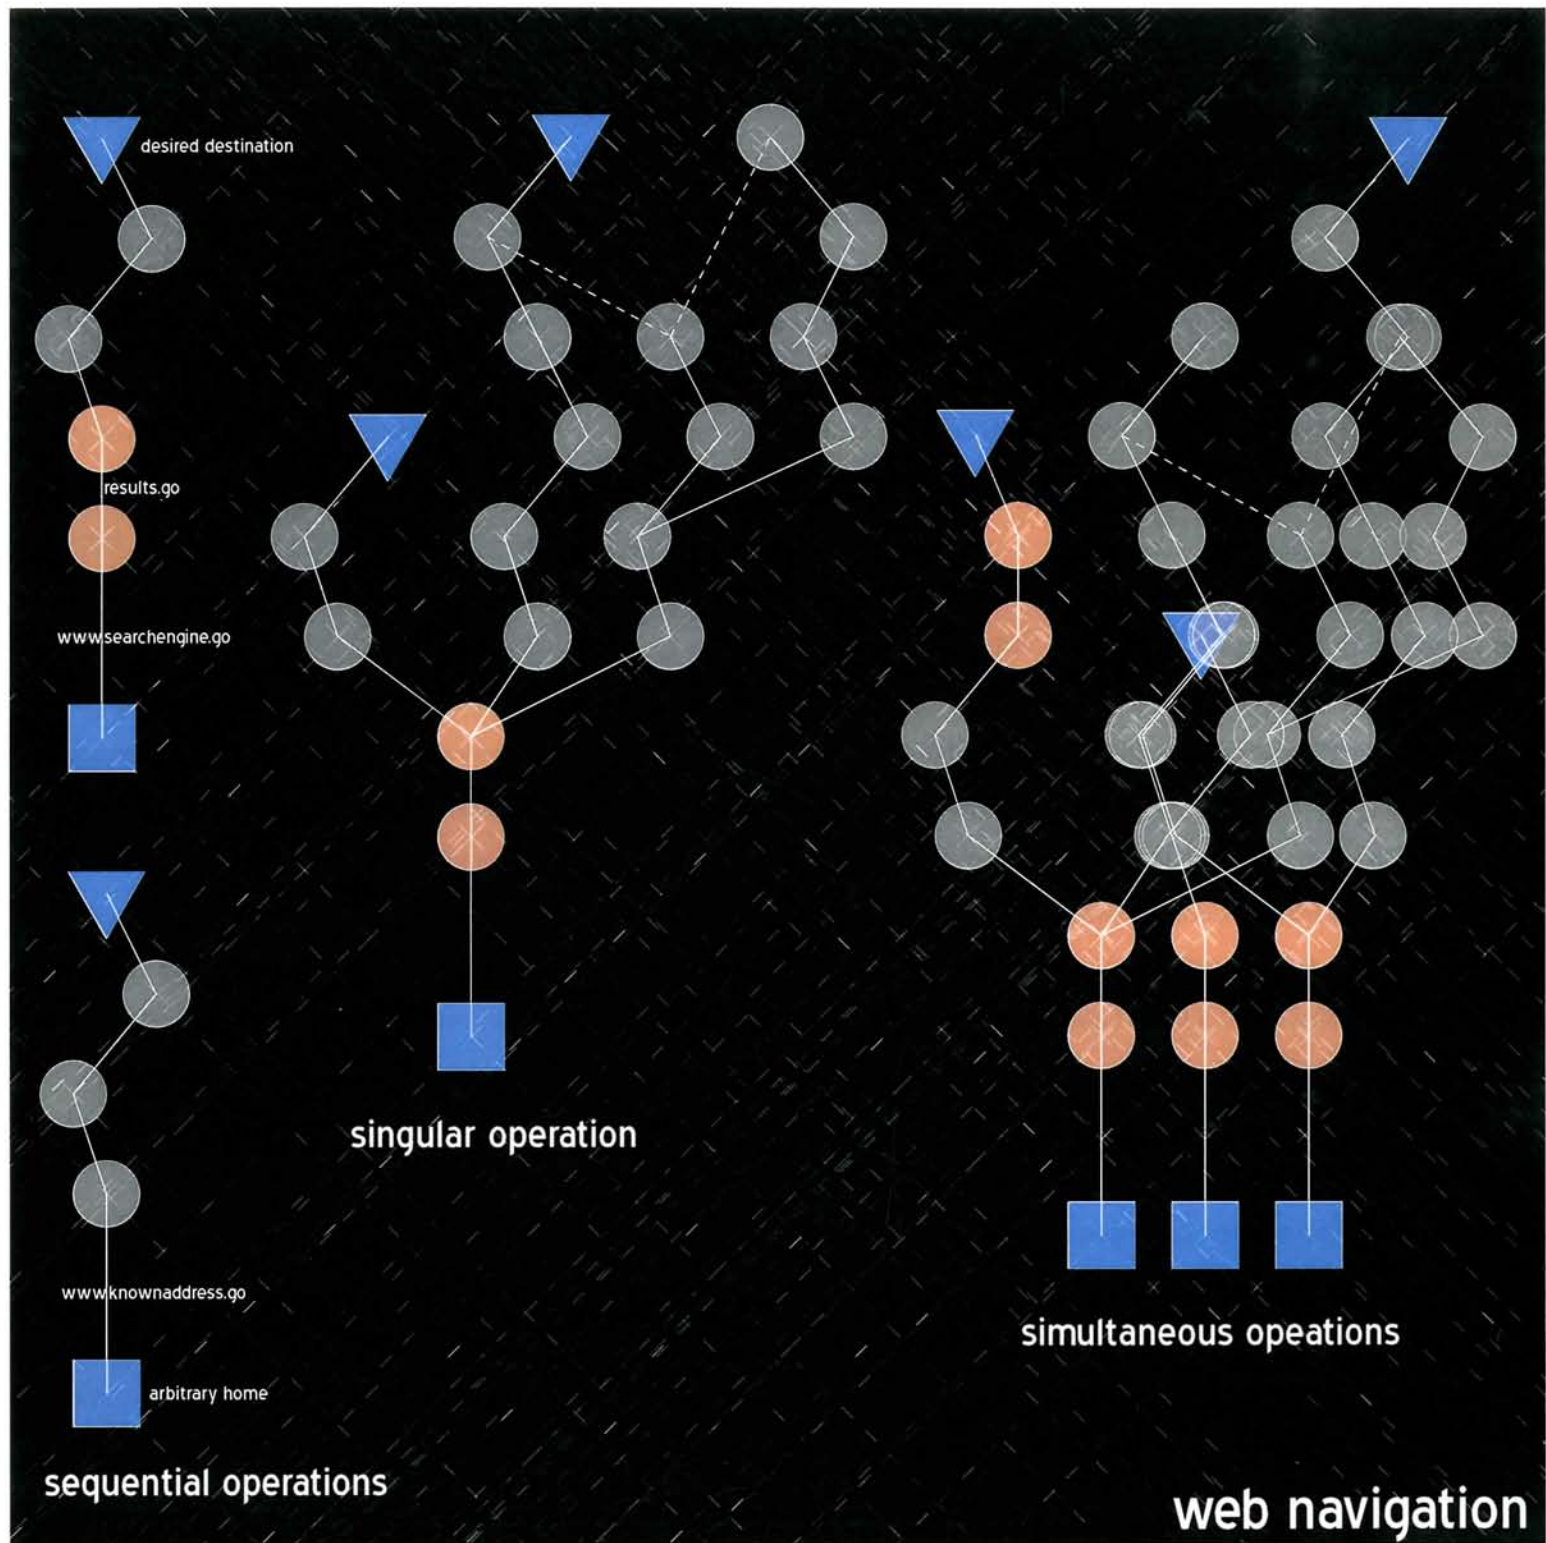 desired destination
results.go
www.searchengine.go
www.knownaddress.go
arbitrary home
sequential operations
singular operation
simultaneous opeations
web navigation